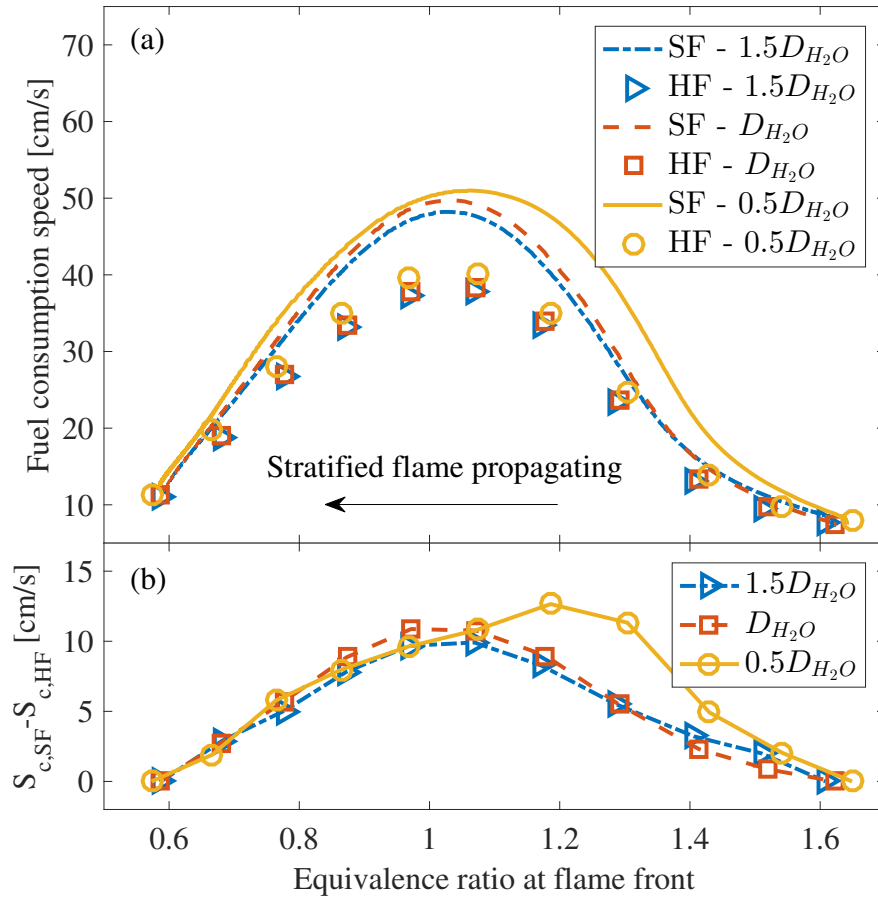 (a)
SF - 1.5D_{H_2O}
HF - 1.5D_{H_2O}
SF - D_{H_2O}
HF - D_{H_2O}
SF - 0.5D_{H_2O}
HF - 0.5D_{H_2O}
70
60
50
40
30
20
10
Fuel consumption speed [cm/s]
Stratified flame propagating
(b)
1.5D_{H_2O}
D_{H_2O}
0.5D_{H_2O}
15
10
5
0
S_{c,SF}-S_{c,HF} [cm/s]
0.6 0.8 1 1.2 1.4 1.6
Equivalence ratio at flame front